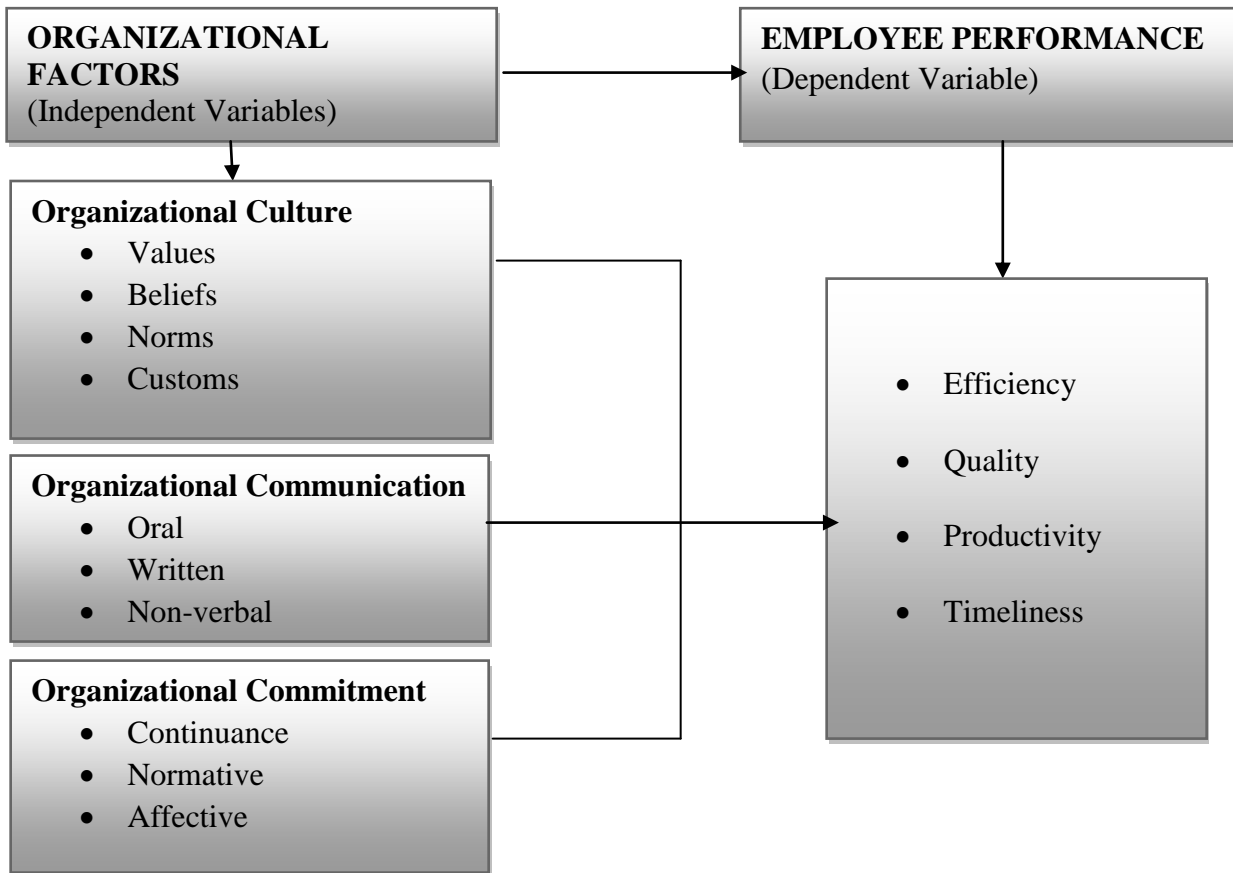 ORGANIZATIONAL
FACTORS
(Independent Variables)
EMPLOYEE PERFORMANCE
(Dependent Variable)
Organizational Culture
• Values
• Beliefs
• Norms
• Customs
Organizational Communication
• Oral
• Written
• Non-verbal
Organizational Commitment
• Continuance
• Normative
• Affective
• Efficiency
• Quality
• Productivity
• Timeliness